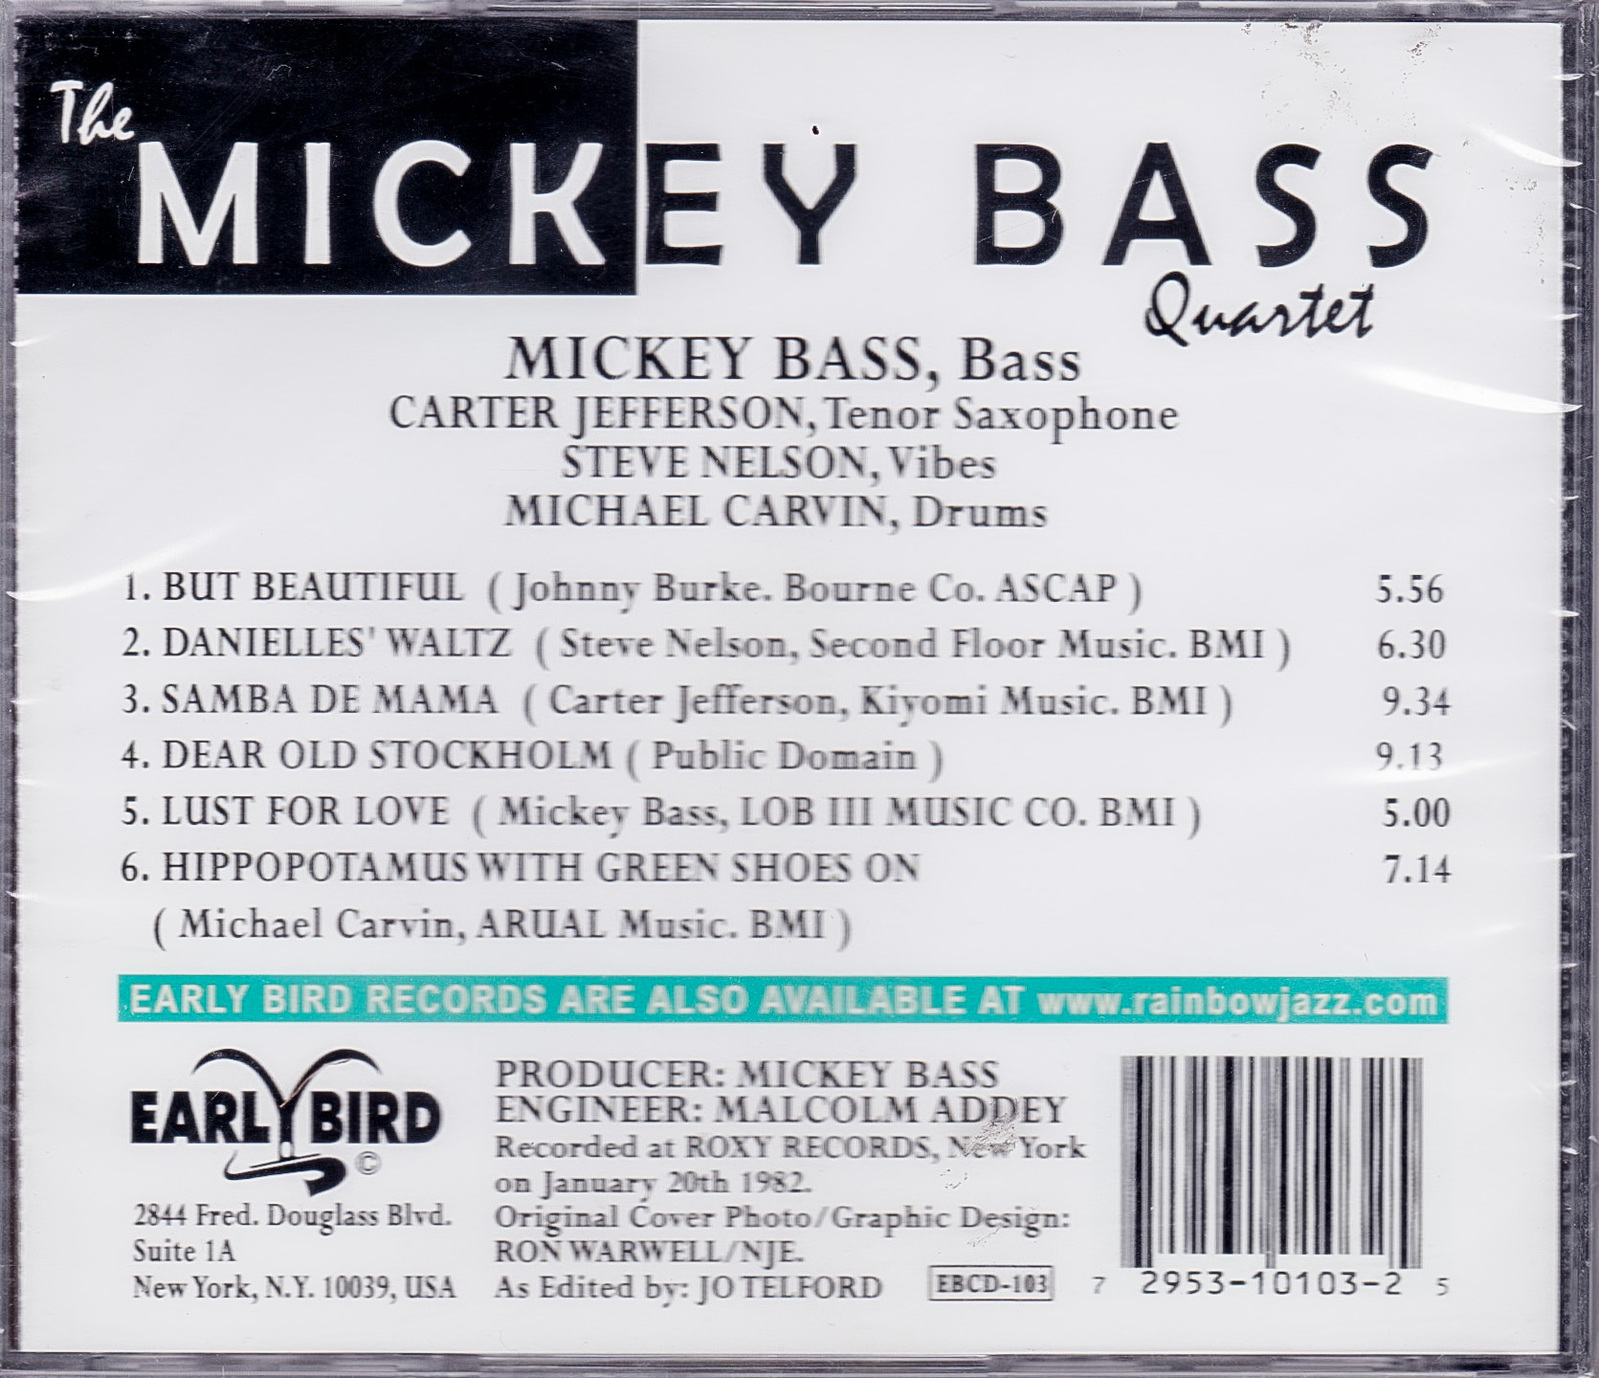 The
MICKEY BASS
Quartet
MICKEY BASS, Bass
CARTER JEFFERSON, Tenor Saxophone
STEVE NELSON, Vibes
MICHAEL CARVIN, Drums
1. BUT BEAUTIFUL ( Johnny Burke. Bourne Co. ASCAP ) 5.56
2. DANIELLES' WALTZ ( Steve Nelson, Second Floor Music. BMI ) 6.30
3. SAMBA DE MAMA ( Carter Jefferson, Kiyomi Music. BMI ) 9.34
4. DEAR OLD STOCKHOLM ( Public Domain ) 9.13
5. LUST FOR LOVE ( Mickey Bass, LOB III MUSIC CO. BMI ) 5.00
6. HIPPOPOTAMUS WITH GREEN SHOES ON 7.14
( Michael Carvin, ARUAL Music. BMI )
EARLY BIRD RECORDS ARE ALSO AVAILABLE AT www.rainbowjazz.com
EARLY BIRD
©
2844 Fred. Douglass Blvd.
Suite 1A
New York, N.Y. 10039, USA
PRODUCER: MICKEY BASS
ENGINEER: MALCOLM ADDEY
Recorded at ROXY RECORDS, New York
on January 20th 1982.
Original Cover Photo/Graphic Design:
RON WARWELL/NJE.
As Edited by: JO TELFORD
EBCD-103
7 2953-10103-2 5